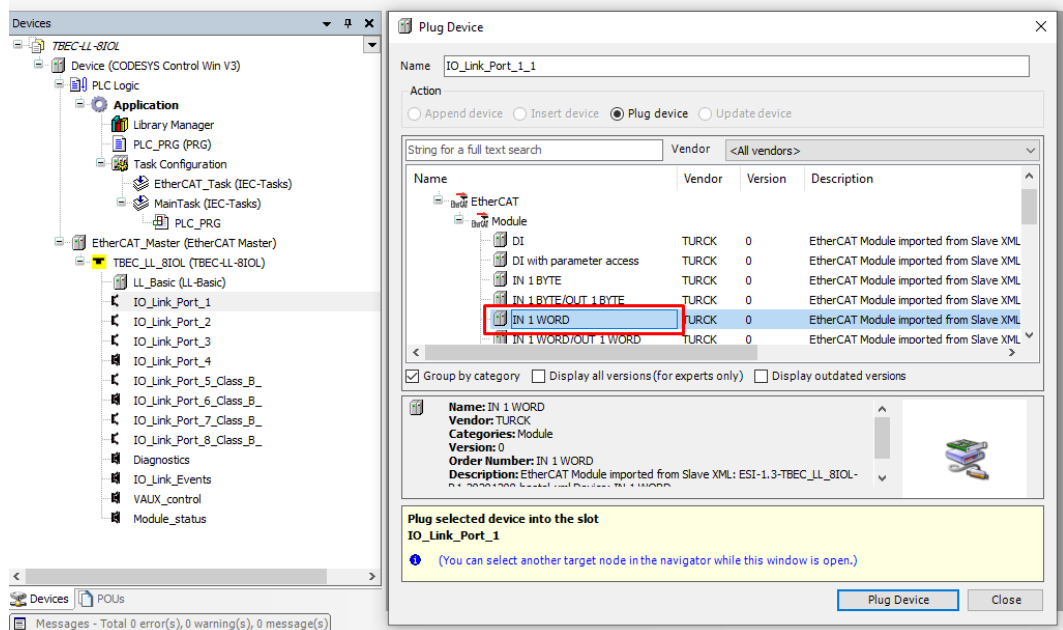 Devices
TBEC-LL-8IOL
Device (CODESYS Control Win V3)
PLC Logic
Application
Library Manager
PLC_PRG (PRG)
Task Configuration
EtherCAT_Task (IEC-Tasks)
MainTask (IEC-Tasks)
PLC_PRG
EtherCAT_Master (EtherCAT Master)
TBEC_LL_8IOL (TBEC-LL-8IOL)
LL_Basic (LL-Basic)
IO_Link_Port_1
IO_Link_Port_2
IO_Link_Port_3
IO_Link_Port_4
IO_Link_Port_5_Class_B_
IO_Link_Port_6_Class_B_
IO_Link_Port_7_Class_B_
IO_Link_Port_8_Class_B_
Diagnostics
IO_Link_Events
VAUX_control
Module_status
Devices POUs
Messages - Total 0 error(s), 0 warning(s), 0 message(s)
Plug Device
Name IO_Link_Port_1_1
Action
Append device Insert device Plug device Update device
String for a full text search Vendor <All vendors>
Name Vendor Version Description
EtherCAT
Module
DI TURCK 0 EtherCAT Module imported from Slave XML
DI with parameter access TURCK 0 EtherCAT Module imported from Slave XML
IN 1 BYTE TURCK 0 EtherCAT Module imported from Slave XML
IN 1 BYTE/OUT 1 BYTE TURCK 0 EtherCAT Module imported from Slave XML
IN 1 WORD TURCK 0 EtherCAT Module imported from Slave XML
IN 1 WORD/OUT 1 WORD TURCK 0 EtherCAT Module imported from Slave XML
Group by category Display all versions (for experts only) Display outdated versions
Name: IN 1 WORD
Vendor: TURCK
Categories: Module
Version: 0
Order Number: IN 1 WORD
Description: EtherCAT Module imported from Slave XML: ESI-1.3-TBEC_LL_8IOL-
Plug selected device into the slot
IO_Link_Port_1
(You can select another target node in the navigator while this window is open.)
Plug Device Close